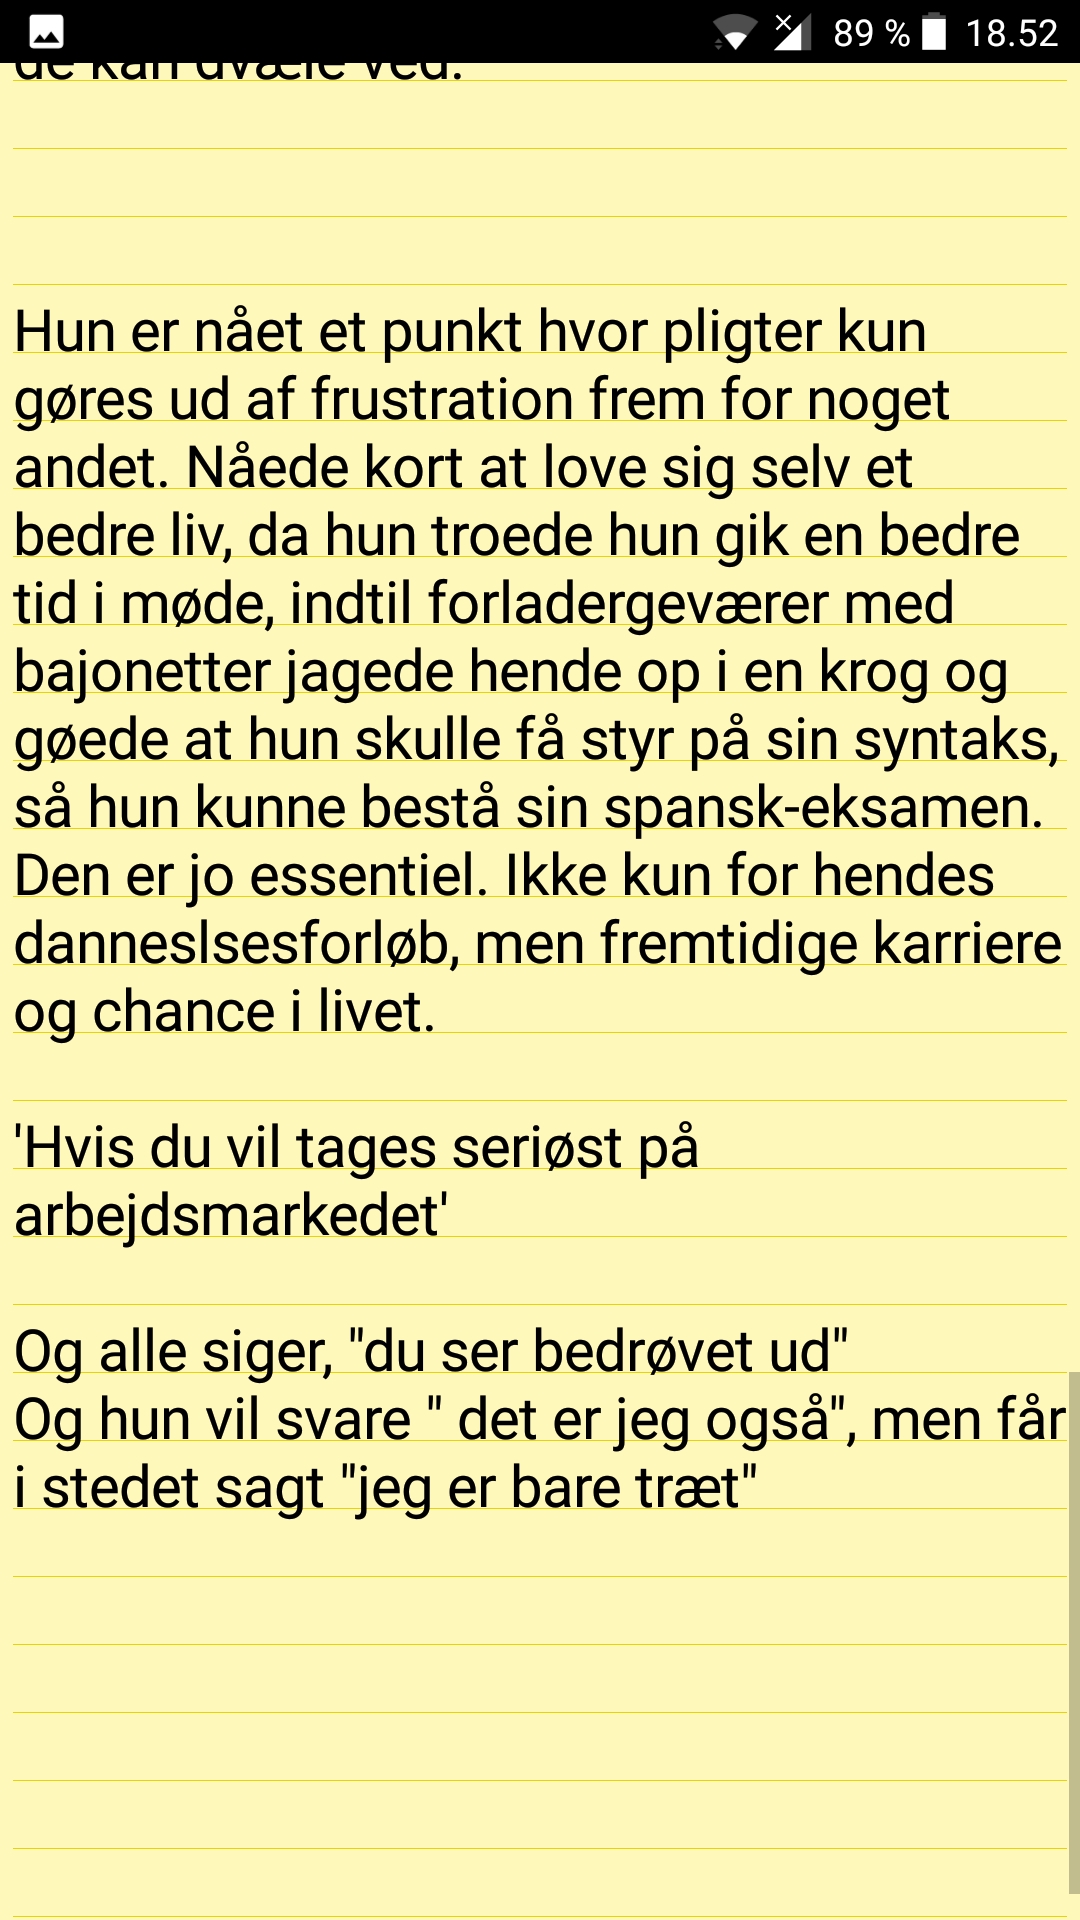 89 % 18.52
de kan dvæle ved.
Hun er nået et punkt hvor pligter kun
gøres ud af frustration frem for noget
andet. Nåede kort at love sig selv et
bedre liv, da hun troede hun gik en bedre
tid i møde, indtil forladergeværer med
bajonetter jagede hende op i en krog og
gøede at hun skulle få styr på sin syntaks,
så hun kunne bestå sin spansk-eksamen.
Den er jo essentiel. Ikke kun for hendes
danneslsesforløb, men fremtidige karriere
og chance i livet.
'Hvis du vil tages seriøst på
arbejdsmarkedet'
Og alle siger, "du ser bedrøvet ud"
Og hun vil svare " det er jeg også", men får
i stedet sagt "jeg er bare træt"